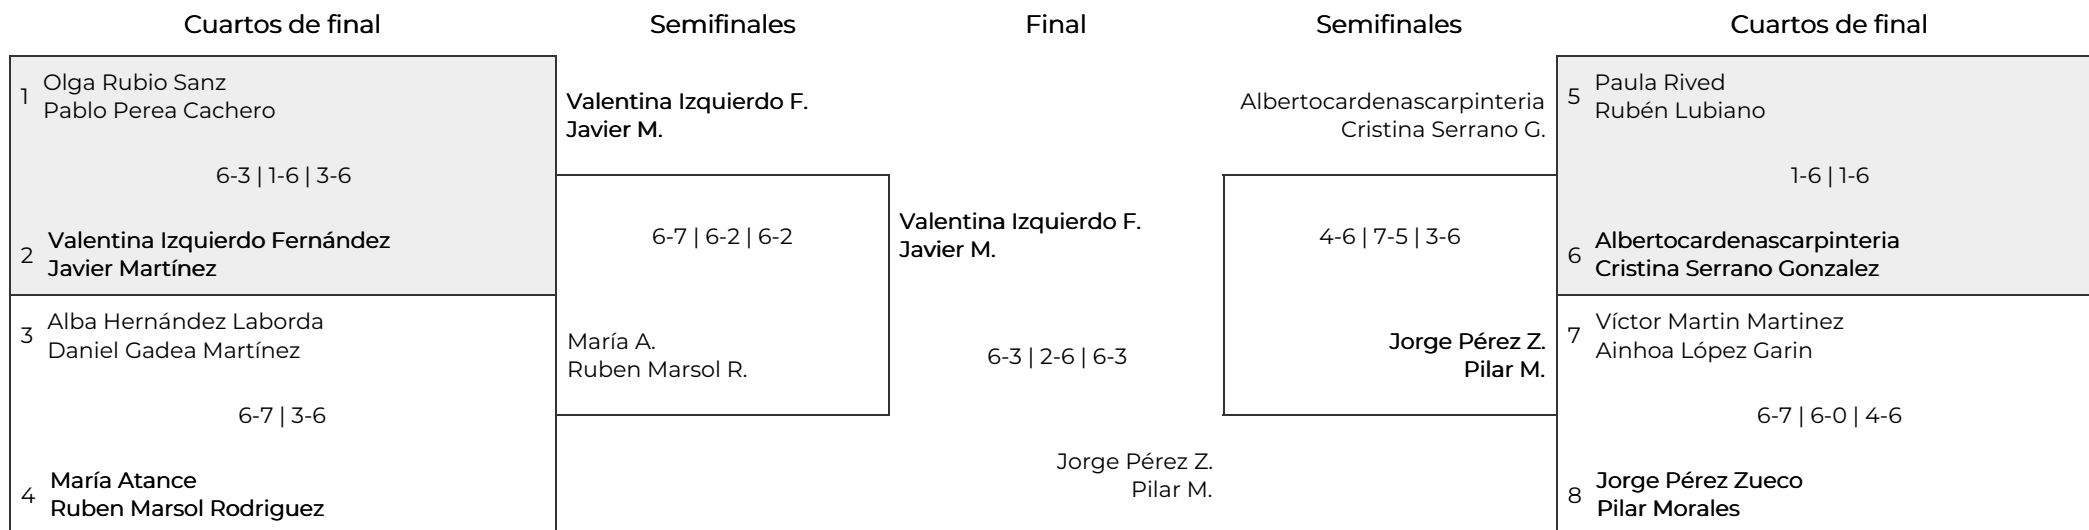 Cuartos de final
Semifinales
Final
Semifinales
Cuartos de final
1
Olga Rubio Sanz
Pablo Perea Cachero
6-3 | 1-6 | 3-6
2
Valentina Izquierdo Fernández
Javier Martínez
3
Alba Hernández Laborda
Daniel Gadea Martínez
6-7 | 3-6
4
María Atance
Ruben Marsol Rodriguez
Valentina Izquierdo F.
Javier M.
6-7 | 6-2 | 6-2
María A.
Ruben Marsol R.
Valentina Izquierdo F.
Javier M.
6-3 | 2-6 | 6-3
Jorge Pérez Z.
Pilar M.
Albertocardenascarpinteria
Cristina Serrano G.
4-6 | 7-5 | 3-6
Jorge Pérez Z.
Pilar M.
5
Paula Rived
Rubén Lubiano
1-6 | 1-6
6
Albertocardenascarpinteria
Cristina Serrano Gonzalez
7
Víctor Martin Martinez
Ainhoa López Garin
6-7 | 6-0 | 4-6
8
Jorge Pérez Zueco
Pilar Morales